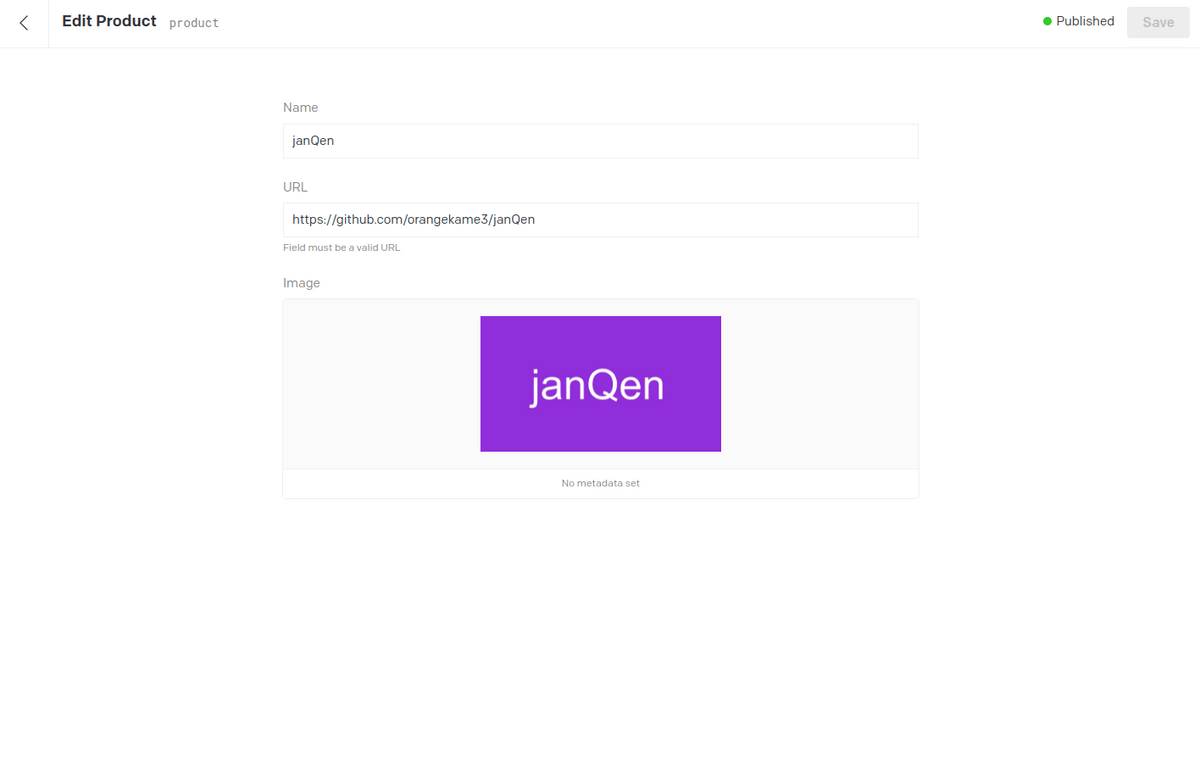 Edit Product product Published Save
Name
janQen
URL
https://github.com/orangekame3/janQen
Field must be a valid URL
Image
janQen
No metadata set